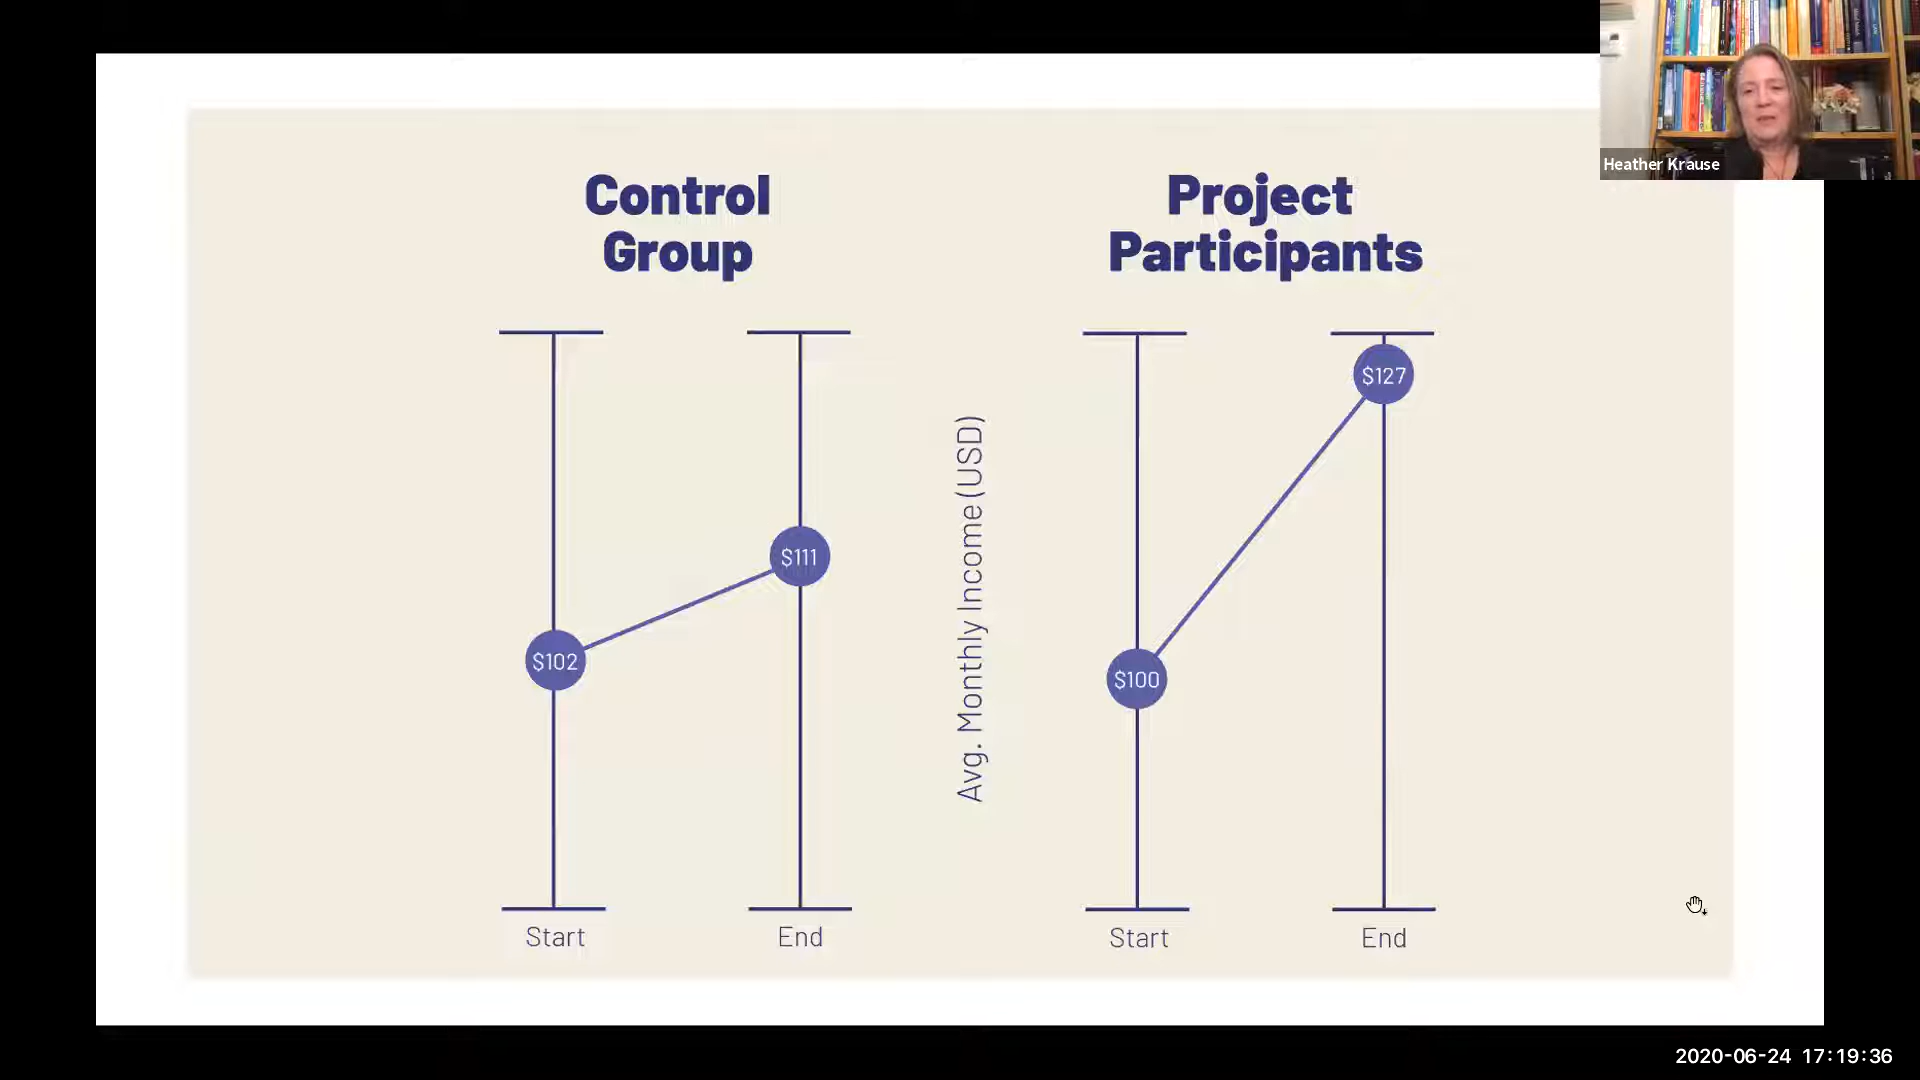 Heather Krause
Control
Group
Project
Participants
$127
$111
$102
$100
Avg. Monthly Income (USD)
Start
End
Start
End
2020-06-24 17:19:36